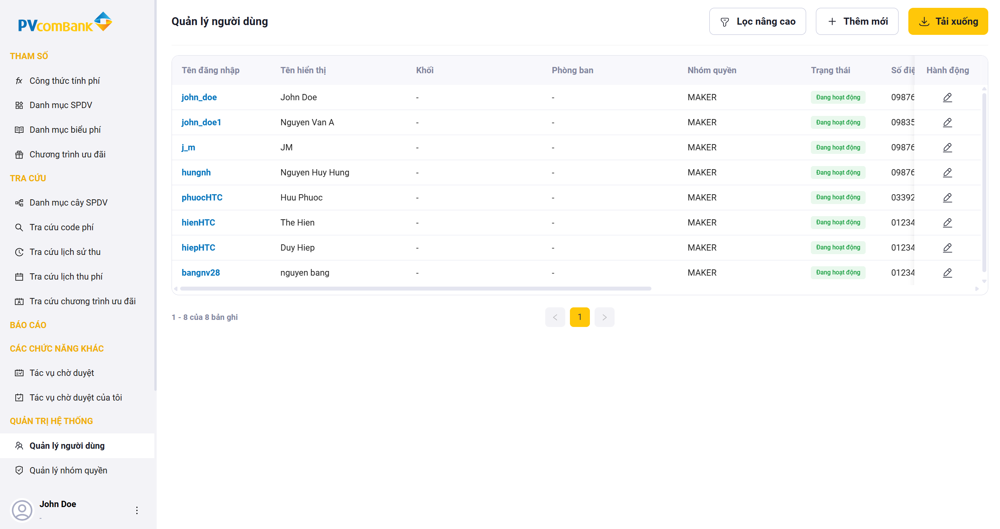 PVcomBank
THAM SỐ
Công thức tính phí
Danh mục SPDV
Danh mục biểu phí
Chương trình ưu đãi
TRA CỨU
Danh mục cây SPDV
Tra cứu code phí
Tra cứu lịch sử thu
Tra cứu lịch thu phí
Tra cứu chương trình ưu đãi
BÁO CÁO
CÁC CHỨC NĂNG KHÁC
Tác vụ chờ duyệt
Tác vụ chờ duyệt của tôi
QUẢN TRỊ HỆ THỐNG
Quản lý người dùng
Quản lý nhóm quyền
John Doe
-
Quản lý người dùng
Lọc nâng cao
Thêm mới
Tải xuống
Tên đăng nhập Tên hiển thị Khối Phòng ban Nhóm quyền Trạng thái Số điệ Hành động
john_doe John Doe - - MAKER Đang hoạt động 09876
john_doe1 Nguyen Van A - - MAKER Đang hoạt động 09835
j_m JM - - MAKER Đang hoạt động 09876
hungnh Nguyen Huy Hung - - MAKER Đang hoạt động 09876
phuocHTC Huu Phuoc - - MAKER Đang hoạt động 03392
hienHTC The Hien - - MAKER Đang hoạt động 01234
hiepHTC Duy Hiep - - MAKER Đang hoạt động 01234
bangnv28 nguyen bang - - MAKER Đang hoạt động 01234
1 - 8 của 8 bản ghi
1